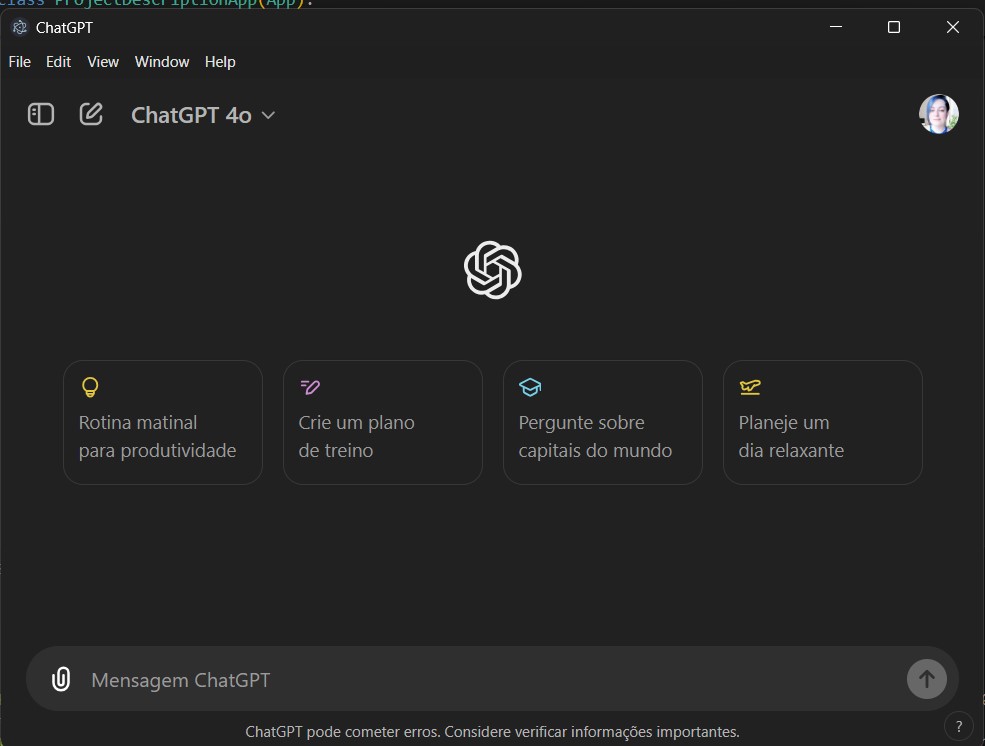 class ProjectDescriptionApp(App):
ChatGPT
File Edit View Window Help
ChatGPT 4o
Rotina matinal
para produtividade
Crie um plano
de treino
Pergunte sobre
capitais do mundo
Planeje um
dia relaxante
Mensagem ChatGPT
ChatGPT pode cometer erros. Considere verificar informações importantes.
?